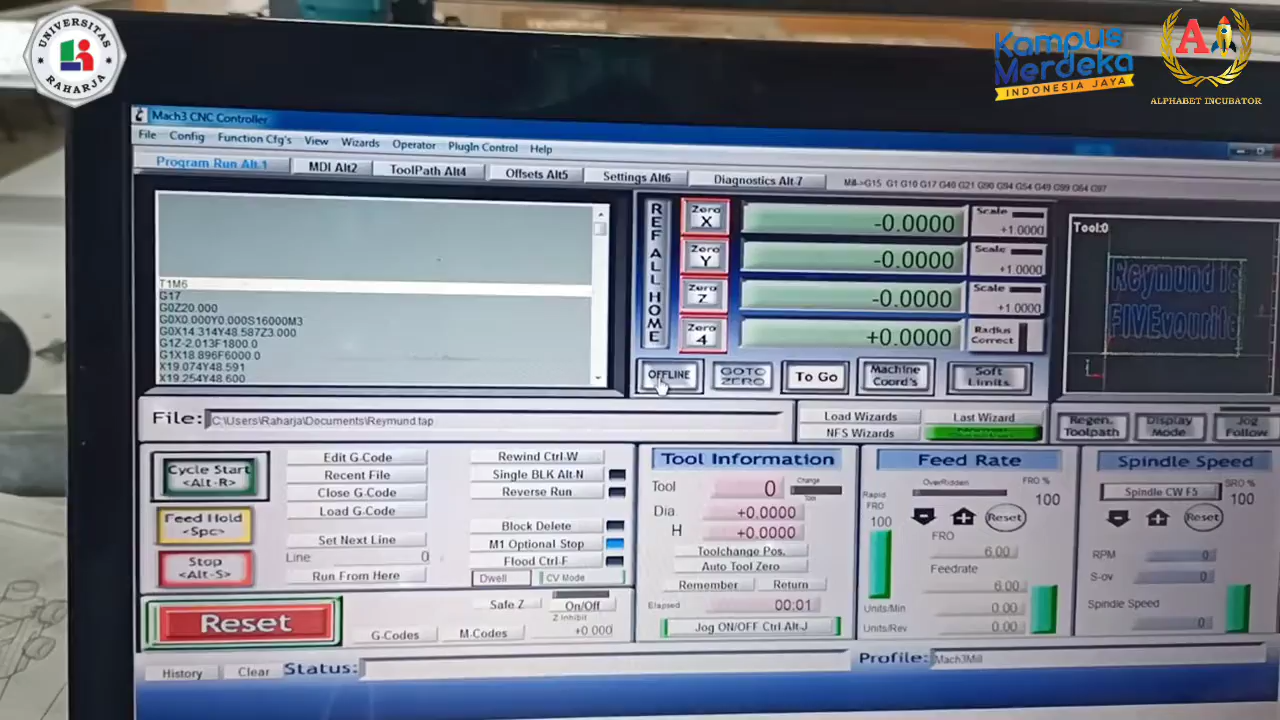 UNIVERSITAS
RAHARJA
Kampus
Merdeka
INDONESIA JAYA
A
ALPHABET INCUBATOR
Mach3 CNC Controller
File Config Function Cfg's View Wizards Operator PlugIn Control Help
Program Run Alt-1 MDI Alt2 ToolPath Alt4 Offsets Alt5 Settings Alt6 Diagnostics Alt-7
T1M6
G17
G0Z20.000
G0X0.000Y0.000S16000M3
G0X14.314Y48.587Z3.000
G1Z-2.013F1800.0
G1X18.896F6000.0
X19.074Y48.591
X19.254Y48.600
REF ALL HOME
Zero X -0.0000 Scale +1.0000
Zero Y -0.0000 Scale +1.0000
Zero Z -0.0000 Scale +1.0000
Zero 4 +0.0000 Radius Correct
OFFLINE GOTO ZERO To Go Machine Coord's Soft Limits
Tool:0
Reymund is
FIVEvourite
File: C:\Users\Raharja\Documents\Reymund.tap
Load Wizards Last Wizard
NFS Wizards
Regen. Toolpath Display Mode Jog Follow
Cycle Start
<Alt-R>
Feed Hold
<Spc>
Stop
<Alt-S>
Edit G-Code
Recent File
Close G-Code
Load G-Code
Set Next Line
Line 0
Run From Here
Rewind Ctrl-W
Single BLK Alt-N
Reverse Run
Block Delete
M1 Optional Stop
Flood Ctrl-F
Dwell CV Mode
Reset
G-Codes M-Codes
Safe Z On/Off
Z Inhibit
+0.000
Tool Information
Tool 0 Change Tool
Dia +0.0000
H +0.0000
Toolchange Pos.
Auto Tool Zero
Remember Return
Elapsed 00:01
Jog ON/OFF Ctrl-Alt-J
Feed Rate
OverRidden FRO %
100
Rapid FRO
100
Reset
FRO
6.00
Feedrate
6.00
Units/Min 0.00
Units/Rev 0.00
Spindle Speed
Spindle CW F5 SRO %
100
Reset
RPM 0
S-ov 0
Spindle Speed
0
History Clear Status:
Profile: Mach3Mill